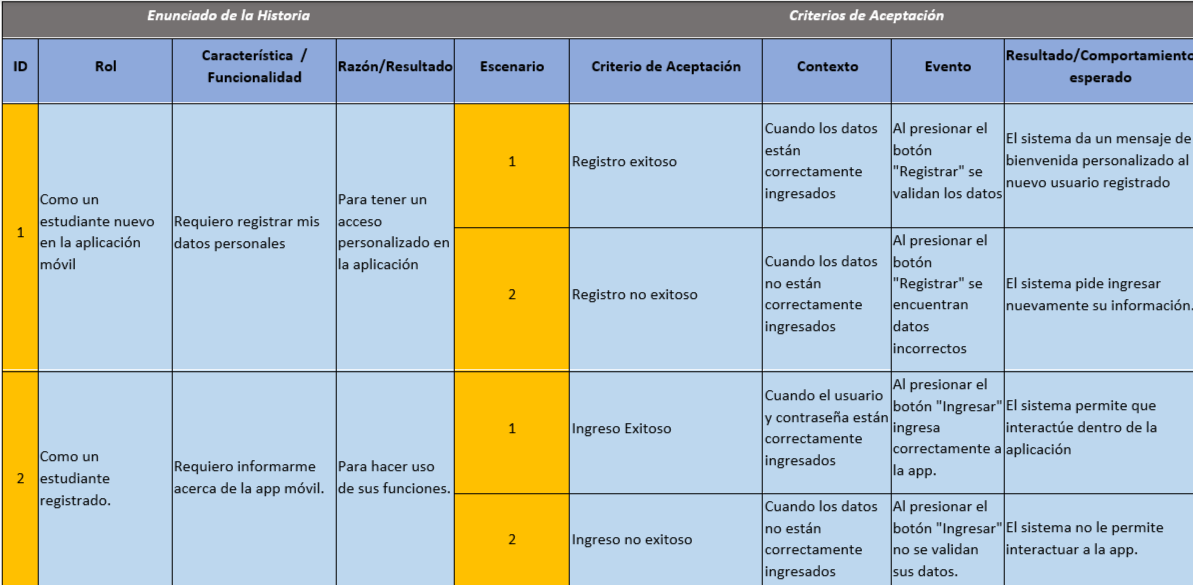 Enunciado de la Historia
Criterios de Aceptación
ID
Rol
Característica /
Funcionalidad
Razón/Resultado
Escenario
Criterio de Aceptación
Contexto
Evento
Resultado/Comportamiento
esperado
1
Como un
estudiante nuevo
en la aplicación
móvil
Requiero registrar mis
datos personales
Para tener un
acceso
personalizado en
la aplicación
1
Registro exitoso
Cuando los datos
están
correctamente
ingresados
Al presionar el
botón
"Registrar" se
validan los datos
El sistema da un mensaje de
bienvenida personalizado al
nuevo usuario registrado
2
Registro no exitoso
Cuando los datos
no están
correctamente
ingresados
Al presionar el
botón
"Registrar" se
encuentran
datos
incorrectos
El sistema pide ingresar
nuevamente su información.
2
Como un
estudiante
registrado.
Requiero informarme
acerca de la app móvil.
Para hacer uso
de sus funciones.
1
Ingreso Exitoso
Cuando el usuario
y contraseña están
correctamente
ingresados
Al presionar el
botón "Ingresar"
ingresa
correctamente a
la app.
El sistema permite que
interactúe dentro de la
aplicación
2
Ingreso no exitoso
Cuando los datos
no están
correctamente
ingresados
Al presionar el
botón "Ingresar"
no se validan
sus datos.
El sistema no le permite
interactuar a la app.